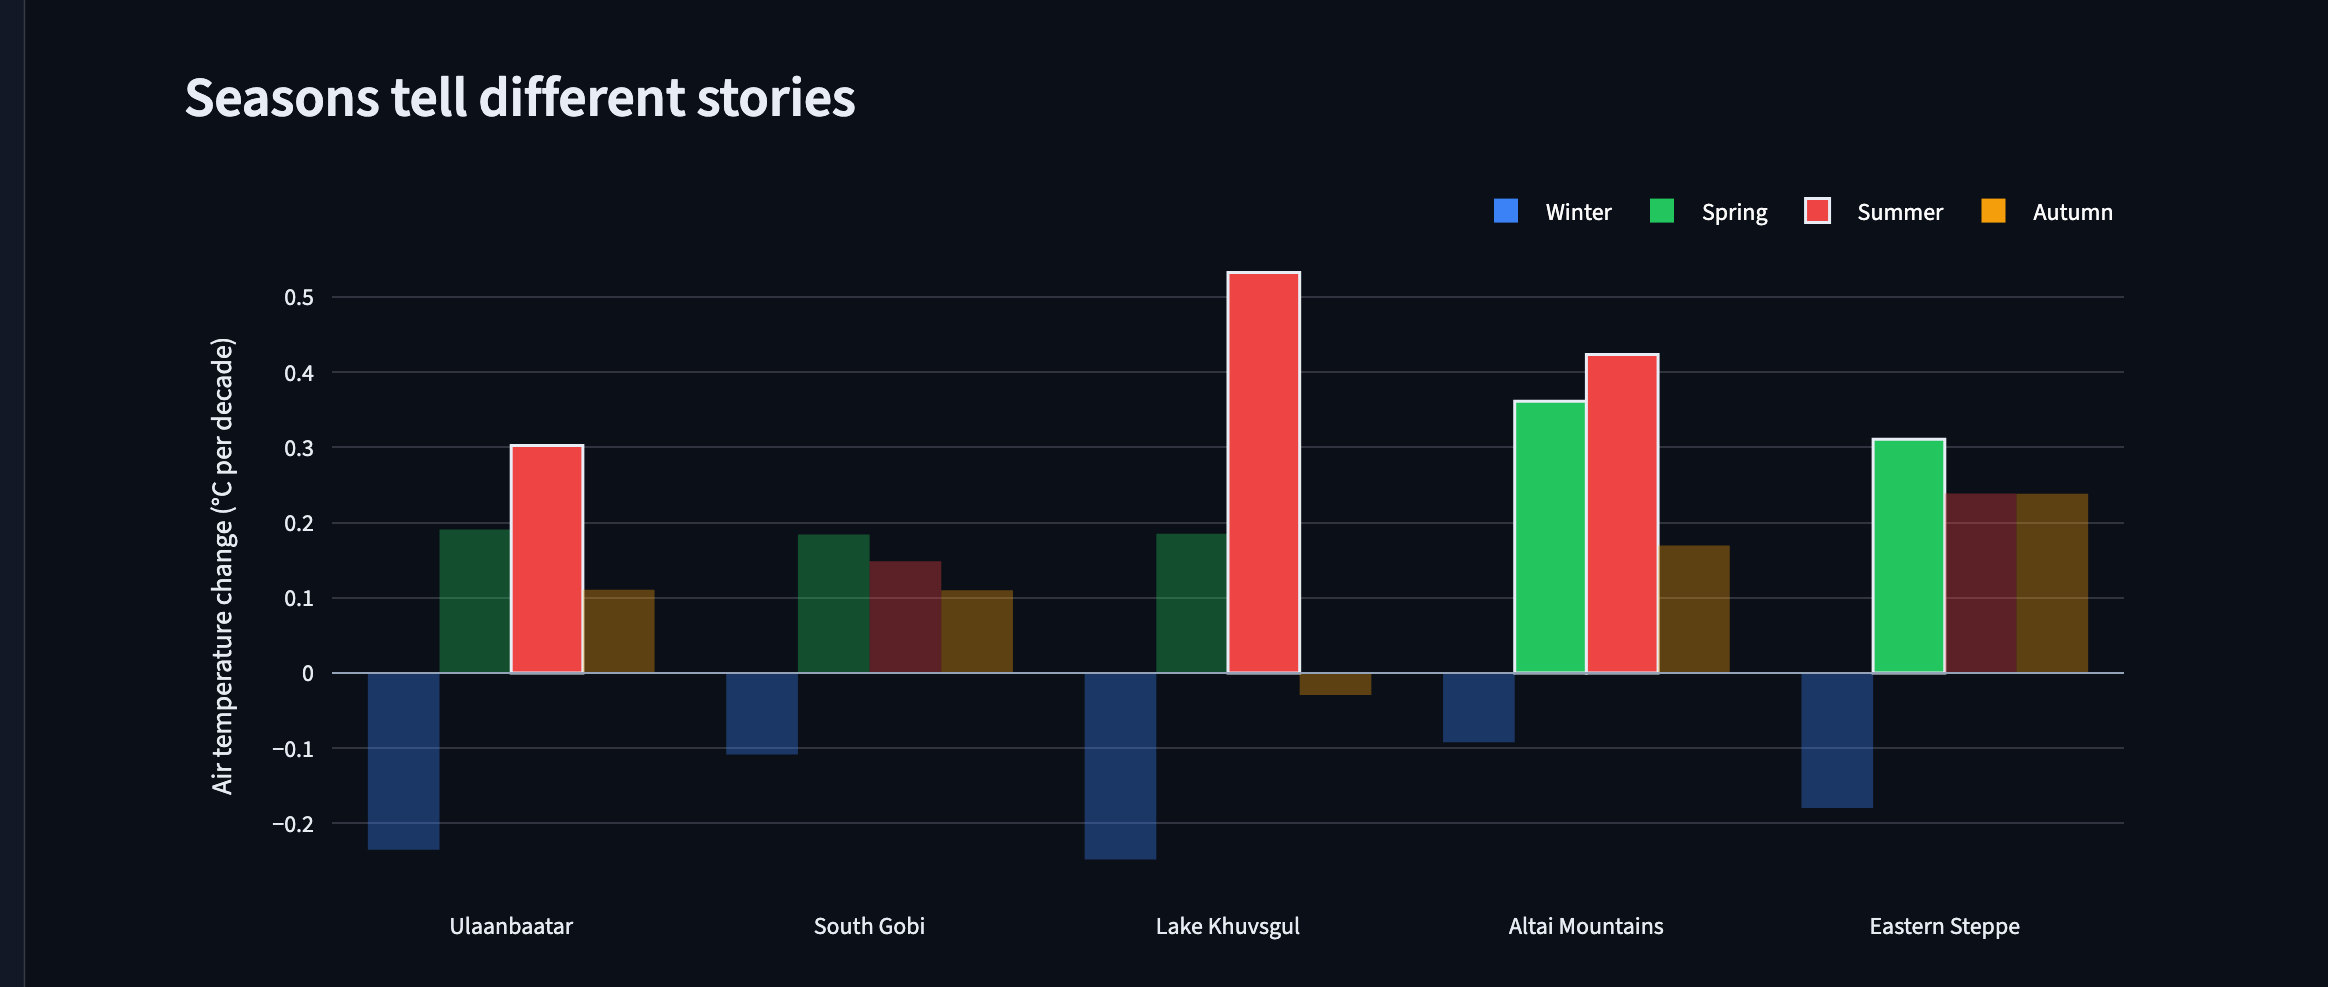 Seasons tell different stories
Winter Spring Summer Autumn
Air temperature change (°C per decade)
0.5
0.4
0.3
0.2
0.1
0
−0.1
−0.2
Ulaanbaatar South Gobi Lake Khuvsgul Altai Mountains Eastern Steppe